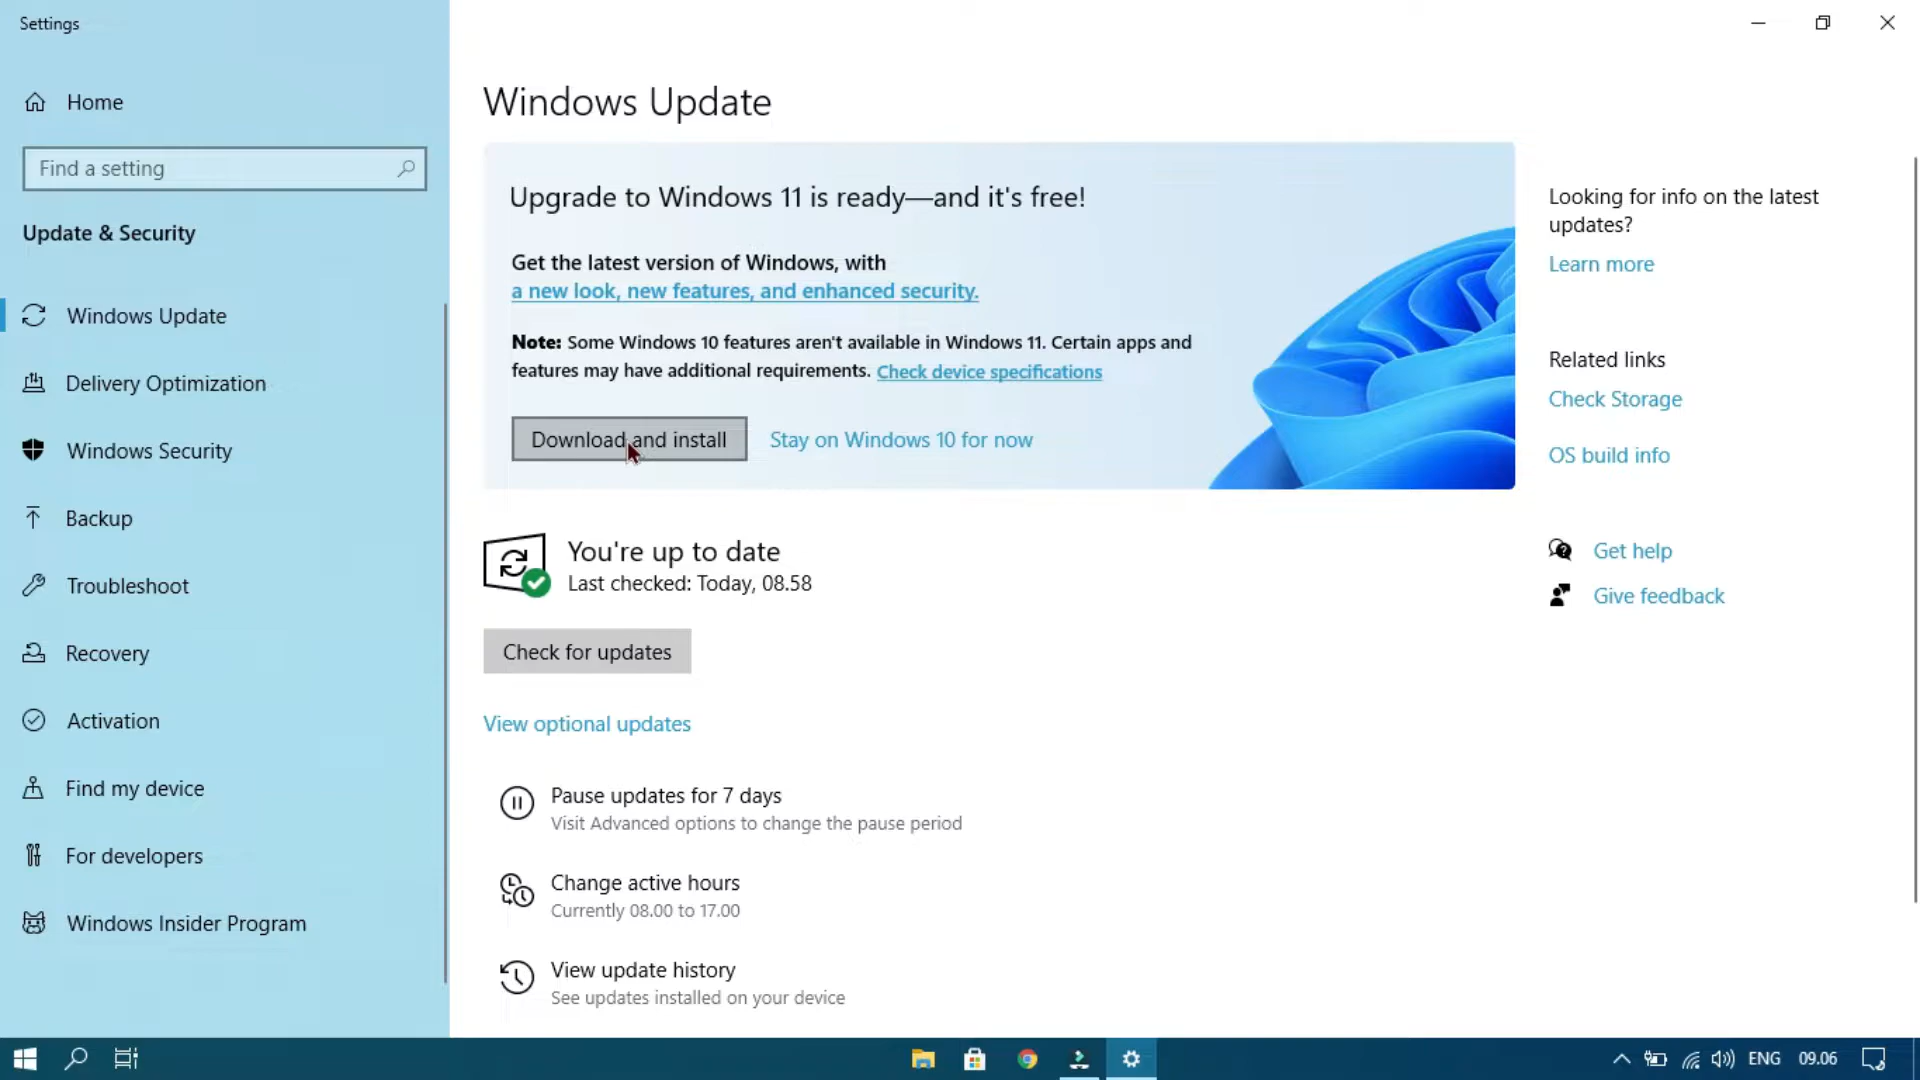 Settings
Home
Find a setting
Update & Security
Windows Update
Delivery Optimization
Windows Security
Backup
Troubleshoot
Recovery
Activation
Find my device
For developers
Windows Insider Program
Windows Update
Upgrade to Windows 11 is ready—and it's free!
Get the latest version of Windows, with
a new look, new features, and enhanced security.
Note: Some Windows 10 features aren't available in Windows 11. Certain apps and
features may have additional requirements. Check device specifications
Download and install
Stay on Windows 10 for now
You're up to date
Last checked: Today, 08.58
Check for updates
View optional updates
Pause updates for 7 days
Visit Advanced options to change the pause period
Change active hours
Currently 08.00 to 17.00
View update history
See updates installed on your device
Looking for info on the latest
updates?
Learn more
Related links
Check Storage
OS build info
Get help
Give feedback
ENG
09.06